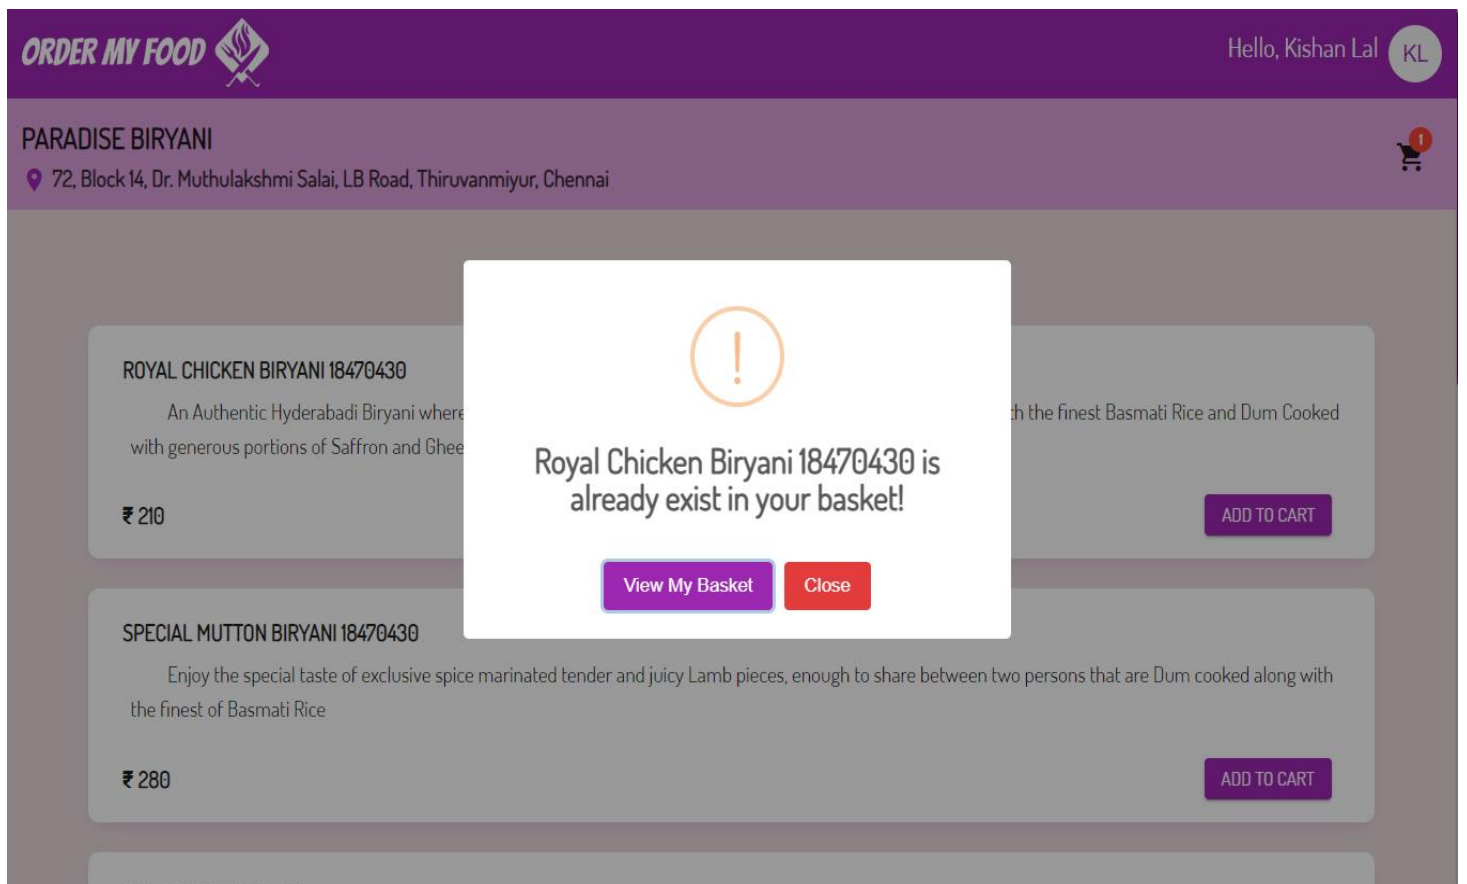 ORDER MY FOOD
Hello, Kishan Lal KL
PARADISE BIRYANI
1
72, Block 14, Dr. Muthulakshmi Salai, LB Road, Thiruvanmiyur, Chennai
ROYAL CHICKEN BIRYANI 18470430
An Authentic Hyderabadi Biryani where
the finest Basmati Rice and Dum Cooked
with generous portions of Saffron and Ghee
₹ 210
ADD TO CART
!
Royal Chicken Biryani 18470430 is
already exist in your basket!
View My Basket
Close
SPECIAL MUTTON BIRYANI 18470430
Enjoy the special taste of exclusive spice marinated tender and juicy Lamb pieces, enough to share between two persons that are Dum cooked along with
the finest of Basmati Rice
₹ 280
ADD TO CART